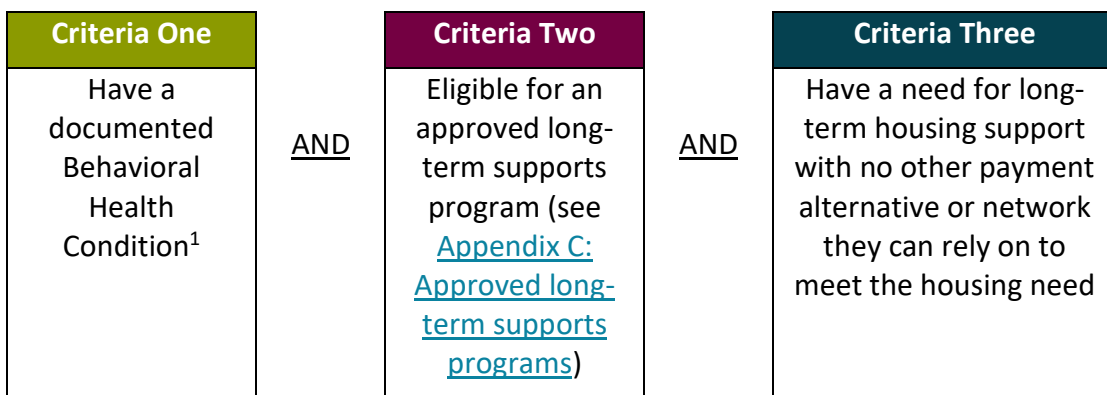 Criteria One
Have a
documented
Behavioral
Health
Condition1
AND
Criteria Two
Eligible for an
approved long-
term supports
program (see
Appendix C:
Approved long-
term supports
programs)
AND
Criteria Three
Have a need for long-
term housing support
with no other payment
alternative or network
they can rely on to
meet the housing need